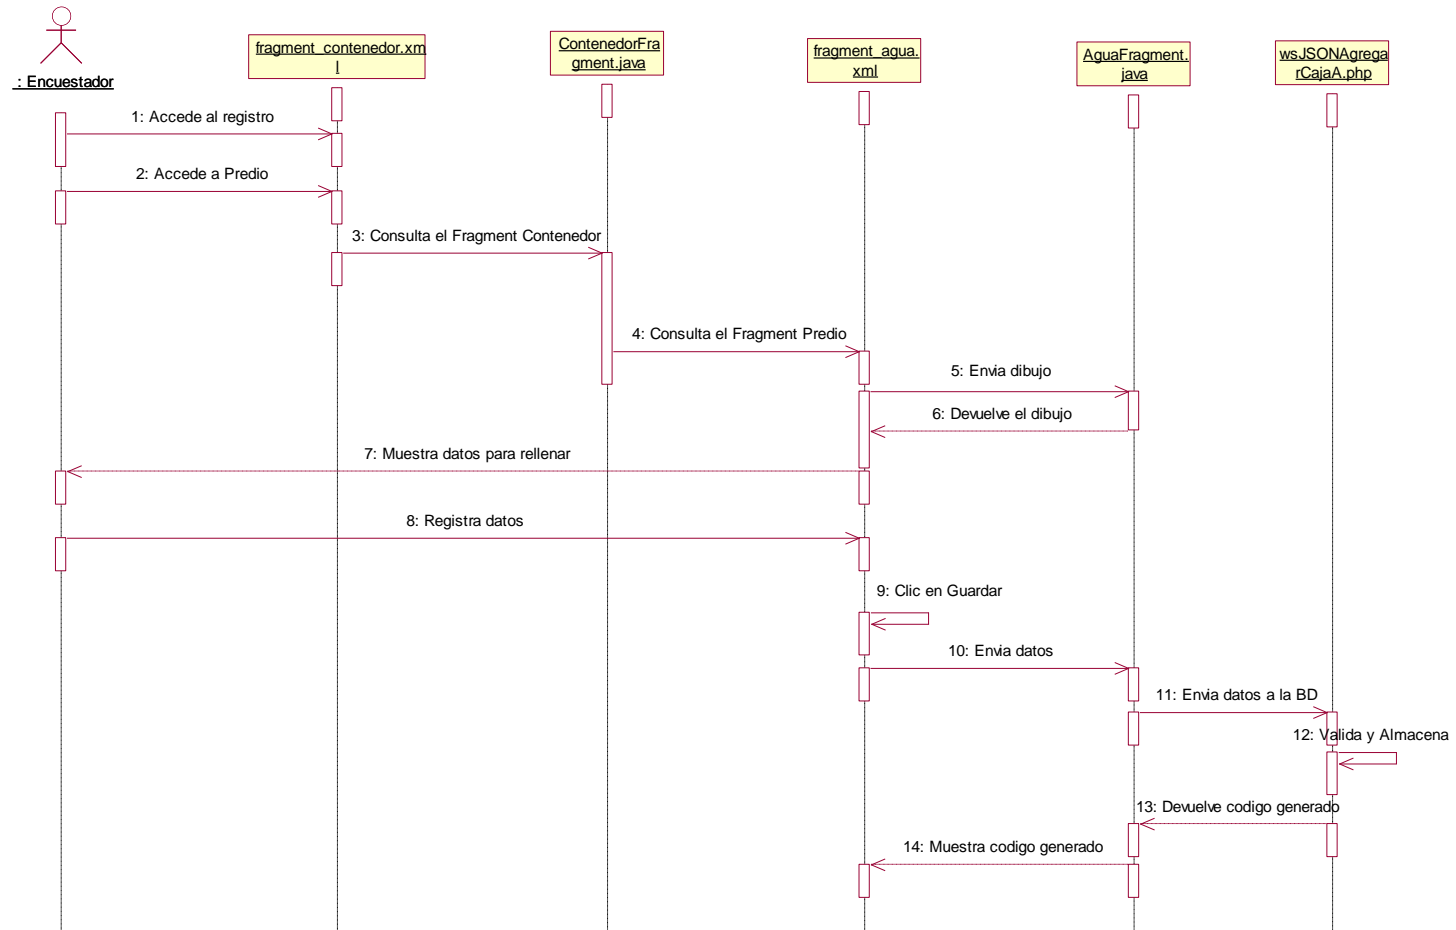 : Encuestador
fragment_contenedor.xm
l
ContenedorFra
gment.java
fragment_agua.
xml
AguaFragment.
java
wsJSONAgrega
rCajaA.php
1: Accede al registro
2: Accede a Predio
3: Consulta el Fragment Contenedor
4: Consulta el Fragment Predio
5: Envia dibujo
6: Devuelve el dibujo
7: Muestra datos para rellenar
8: Registra datos
9: Clic en Guardar
10: Envia datos
11: Envia datos a la BD
12: Valida y Almacena
13: Devuelve codigo generado
14: Muestra codigo generado